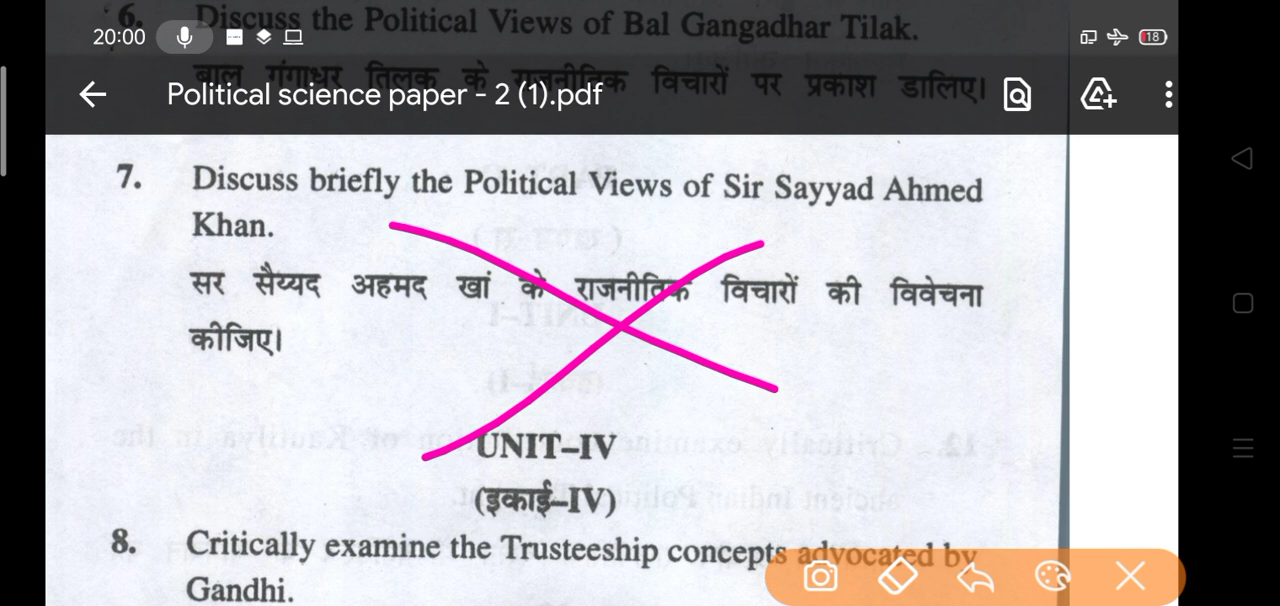 6. Discuss the Political Views of Bal Gangadhar Tilak.
20:00
18
बाल गंगाधर तिलक के राजनीतिक विचारों पर प्रकाश डालिए।
Political science paper - 2 (1).pdf
7. Discuss briefly the Political Views of Sir Sayyad Ahmed
Khan.
सर सैय्यद अहमद खां के राजनीतिक विचारों की विवेचना
कीजिए।
UNIT–IV
(इकाई–IV)
8. Critically examine the Trusteeship concepts advocated by
Gandhi.